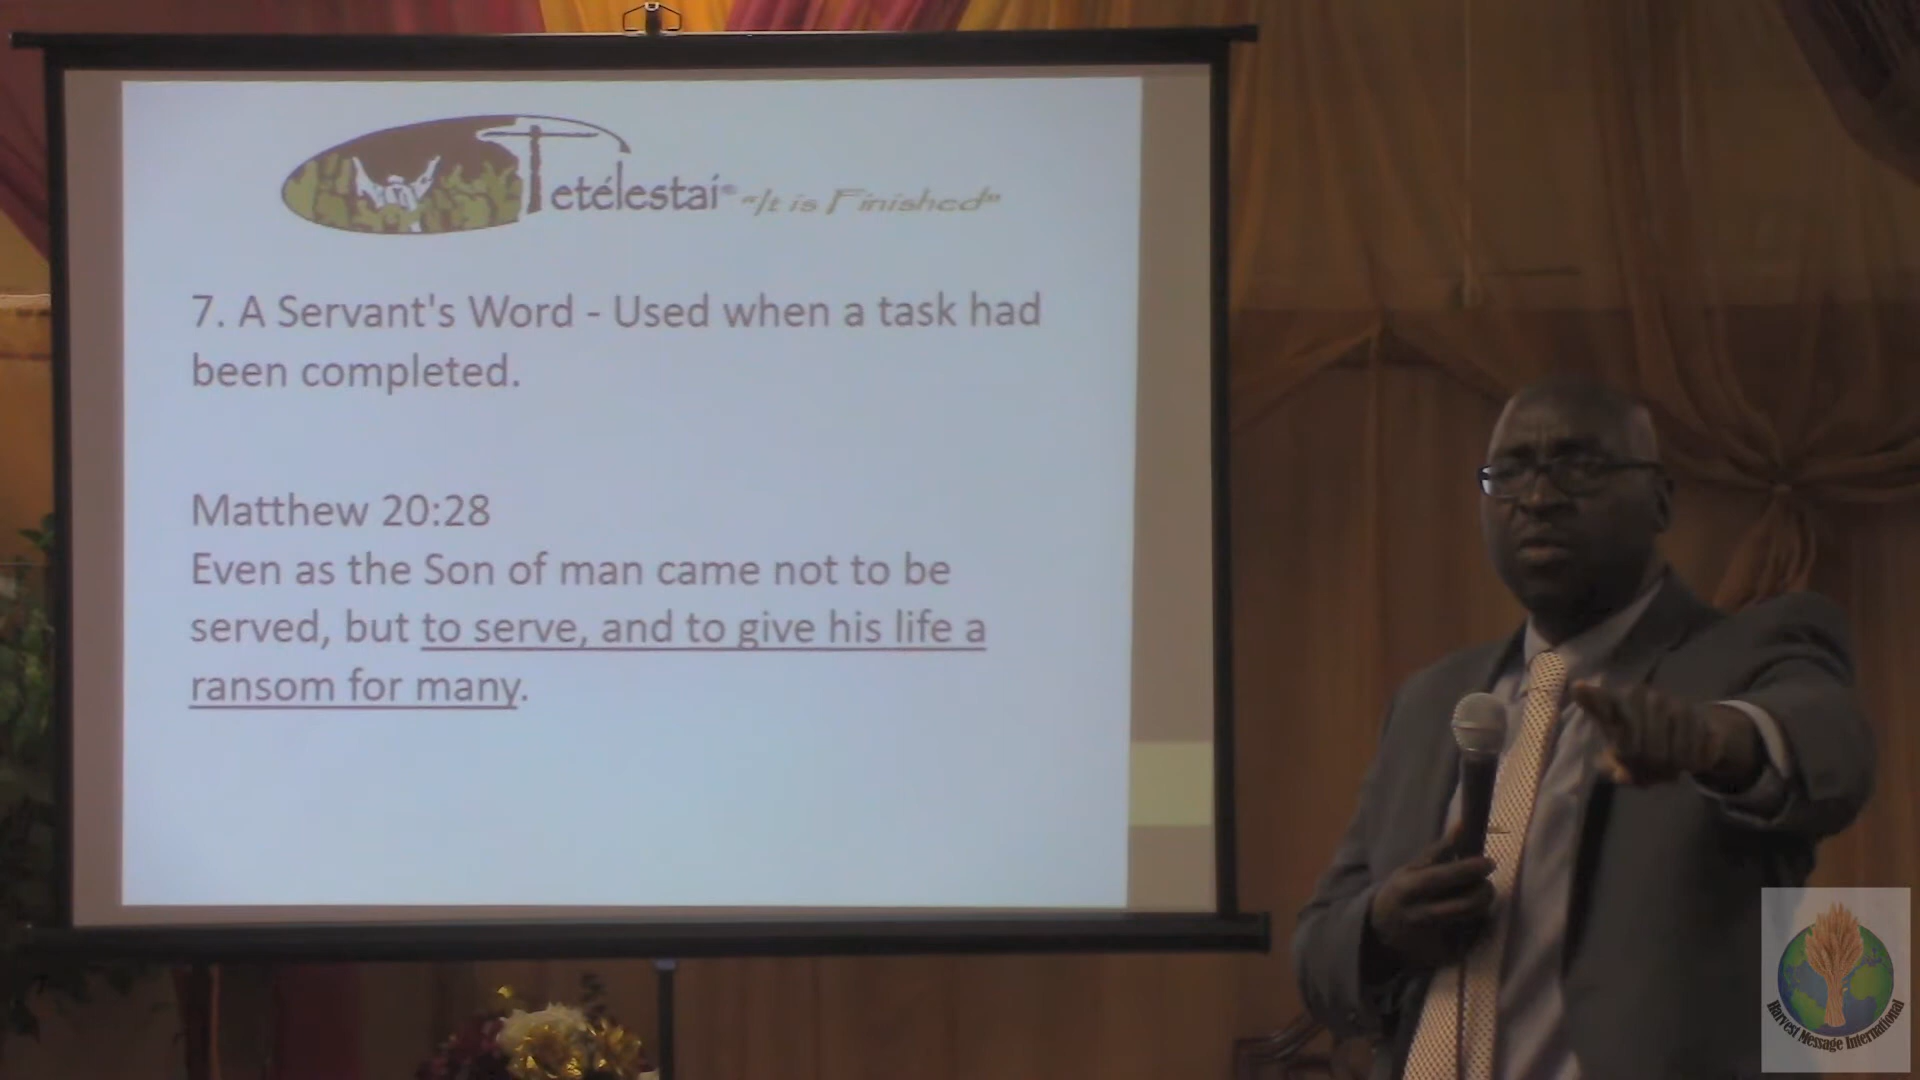 Tetélestaí® "It is Finished"
7. A Servant's Word - Used when a task had
been completed.
Matthew 20:28
Even as the Son of man came not to be
served, but to serve, and to give his life a
ransom for many.
Harvest Message International